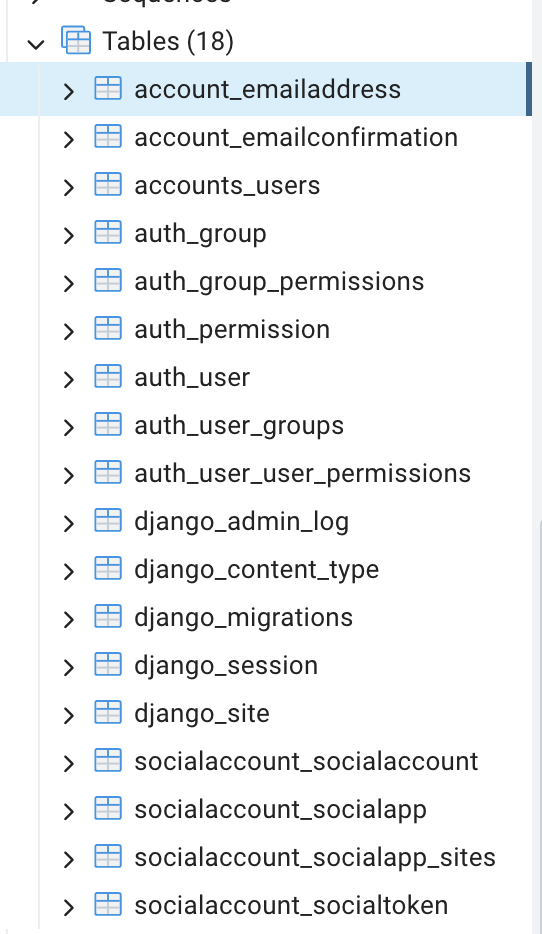 Sequences
Tables (18)
account_emailaddress
account_emailconfirmation
accounts_users
auth_group
auth_group_permissions
auth_permission
auth_user
auth_user_groups
auth_user_user_permissions
django_admin_log
django_content_type
django_migrations
django_session
django_site
socialaccount_socialaccount
socialaccount_socialapp
socialaccount_socialapp_sites
socialaccount_socialtoken